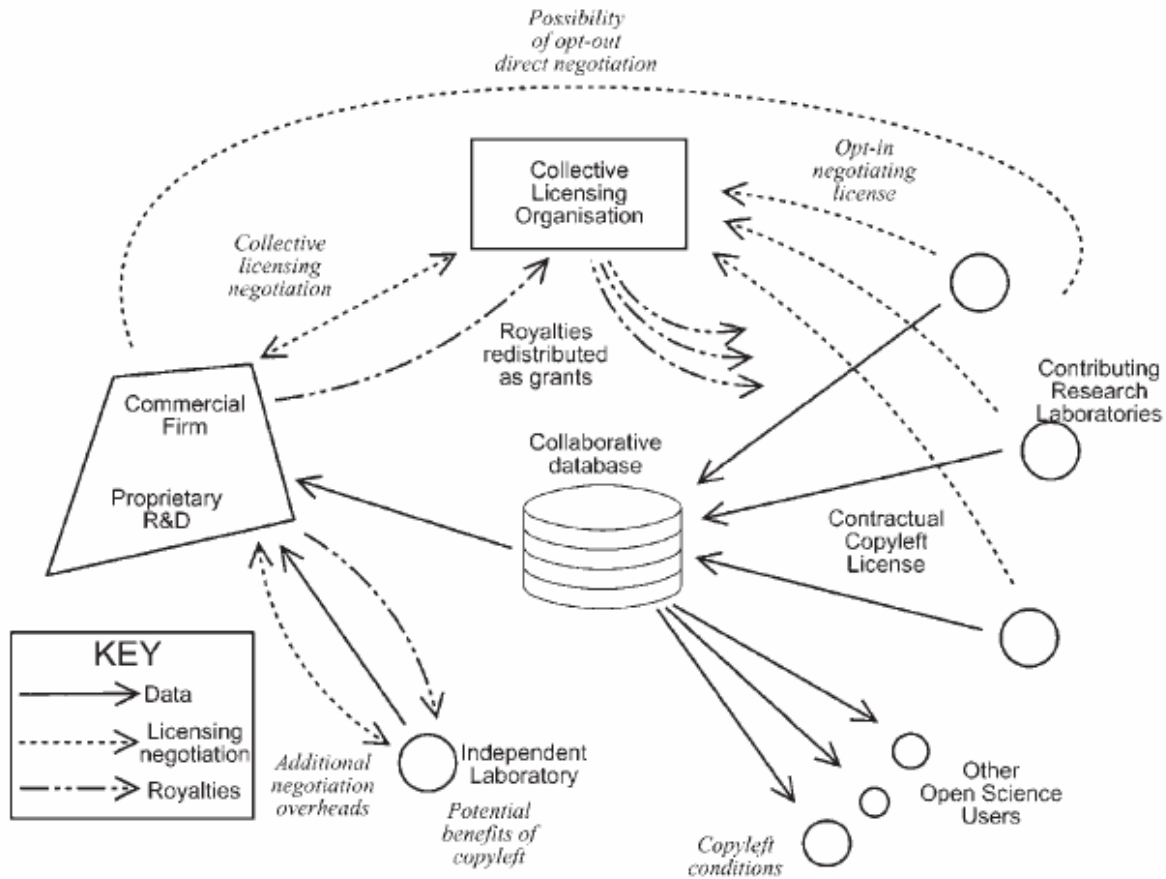 Possibility
of opt-out
direct negotiation
Collective
Licensing
Organisation
Opt-in
negotiating
license
Collective
licensing
negotiation
Royalties
redistributed
as grants
Contributing
Research
Laboratories
Commercial
Firm
Proprietary
R&D
Collaborative
database
Contractual
Copyleft
License
KEY
Data
Licensing
negotiation
Royalties
Additional
negotiation
overheads
Independent
Laboratory
Potential
benefits of
copyleft
Other
Open Science
Users
Copyleft
conditions